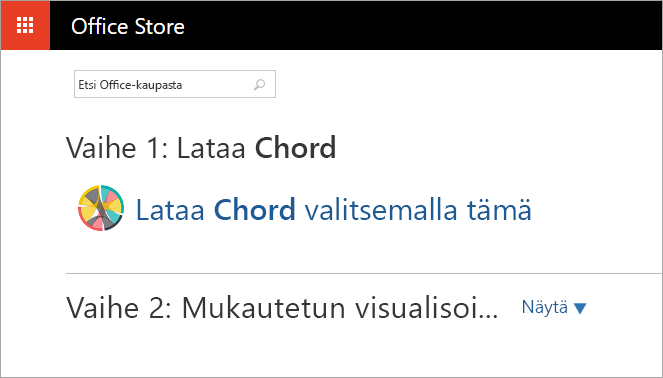 Office Store
Etsi Office-kaupasta
Vaihe 1: Lataa Chord
Lataa Chord valitsemalla tämä
Vaihe 2: Mukautetun visualisoi... Näytä ▼